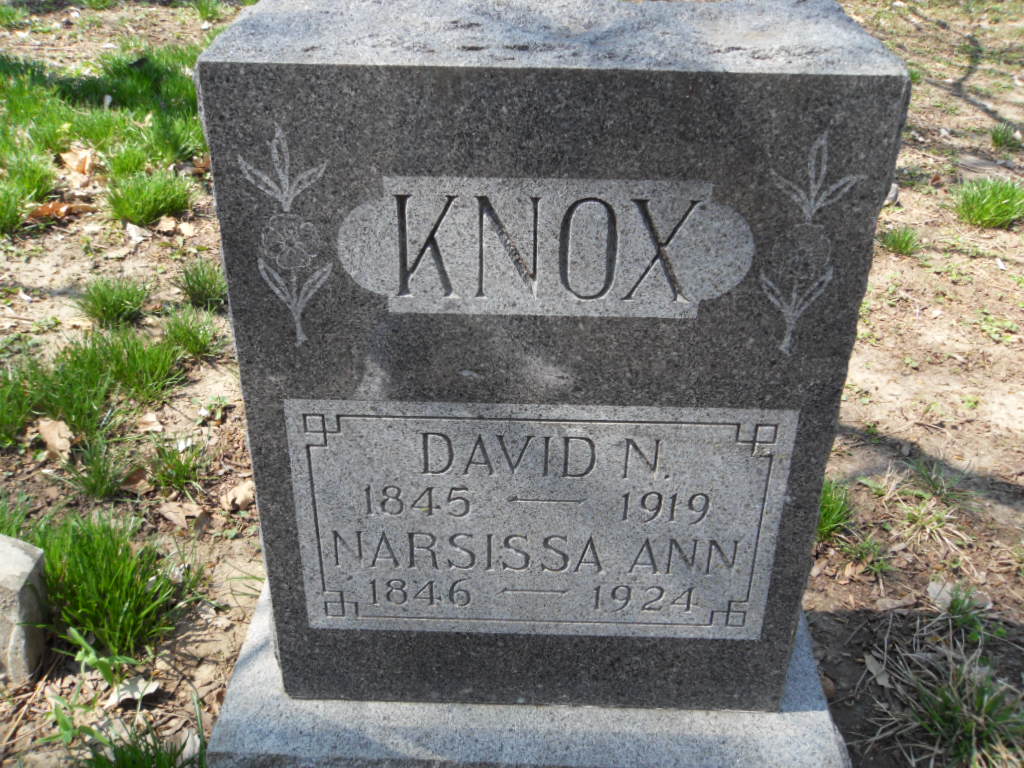 KNOX
DAVID N.
1845 — 1919
NARSISSA ANN
1846 — 1924